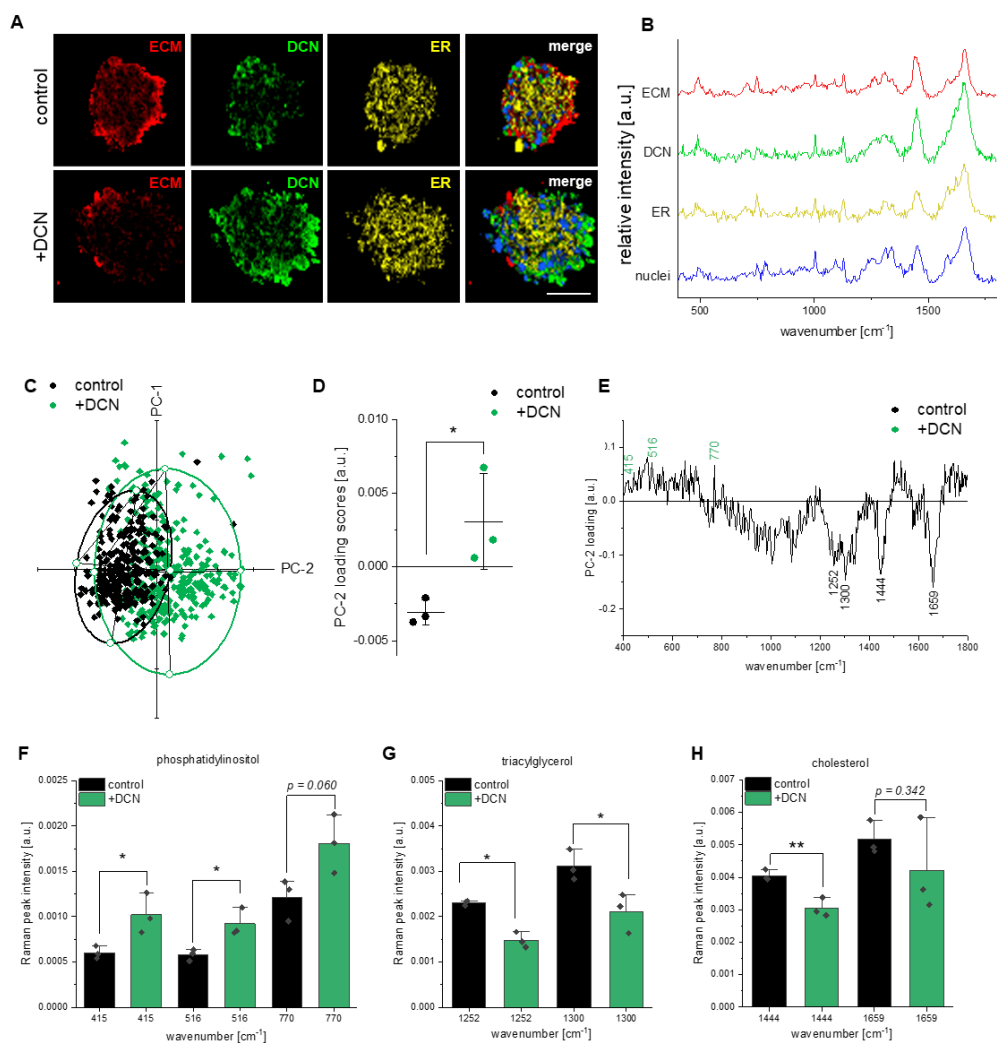 A
ECM DCN ER merge
control
ECM DCN ER merge
+DCN
B
relative intensity [a.u.]
ECM
DCN
ER
nuclei
500 1000 1500
wavenumber [cm⁻¹]
C
control
+DCN
PC-1
PC-2
D
control
+DCN
PC-2 loading scores [a.u.]
0.010
0.005
0.000
-0.005
*
E
control
+DCN
PC-2 loading [a.u.]
0.0
-0.1
-0.2
415 516 770
1252 1300 1444 1659
400 600 800 1000 1200 1400 1600 1800
wavenumber [cm⁻¹]
F
phosphatidylinositol
control
+DCN
p = 0.060
* *
Raman peak intensity [a.u.]
0.0025
0.0020
0.0015
0.0010
0.0005
0.0000
415 415 516 516 770 770
wavenumber [cm⁻¹]
G
triacylglycerol
control
+DCN
* *
Raman peak intensity [a.u.]
0.005
0.004
0.003
0.002
0.001
0.000
1252 1252 1300 1300
wavenumber [cm⁻¹]
H
cholesterol
control
+DCN
p = 0.342
**
Raman peak intensity [a.u.]
0.007
0.006
0.005
0.004
0.003
0.002
0.001
0.000
1444 1444 1659 1659
wavenumber [cm⁻¹]